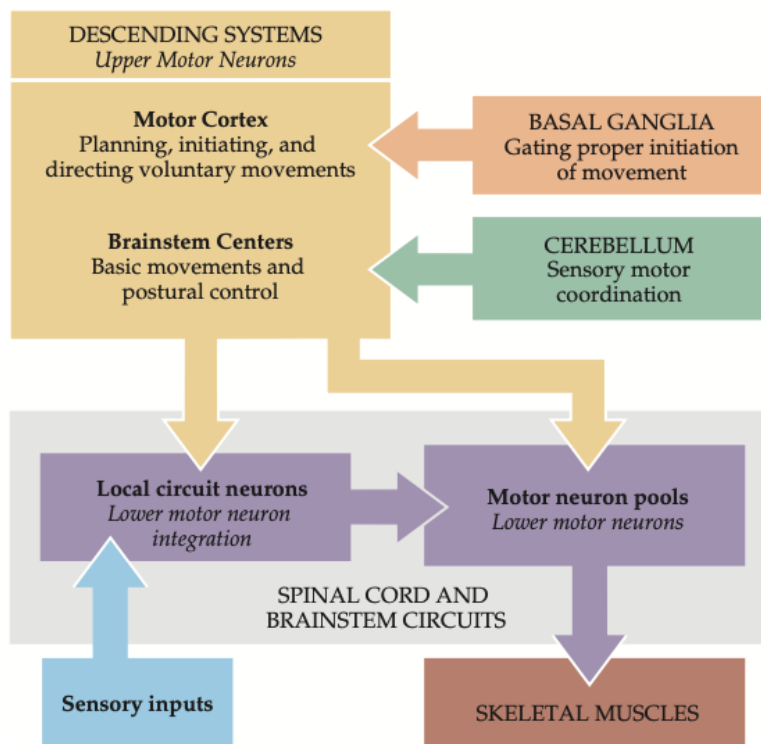 DESCENDING SYSTEMS
Upper Motor Neurons
Motor Cortex
Planning, initiating, and
directing voluntary movements
Brainstem Centers
Basic movements and
postural control
BASAL GANGLIA
Gating proper initiation
of movement
CEREBELLUM
Sensory motor
coordination
Local circuit neurons
Lower motor neuron
integration
Motor neuron pools
Lower motor neurons
SPINAL CORD AND
BRAINSTEM CIRCUITS
Sensory inputs
SKELETAL MUSCLES